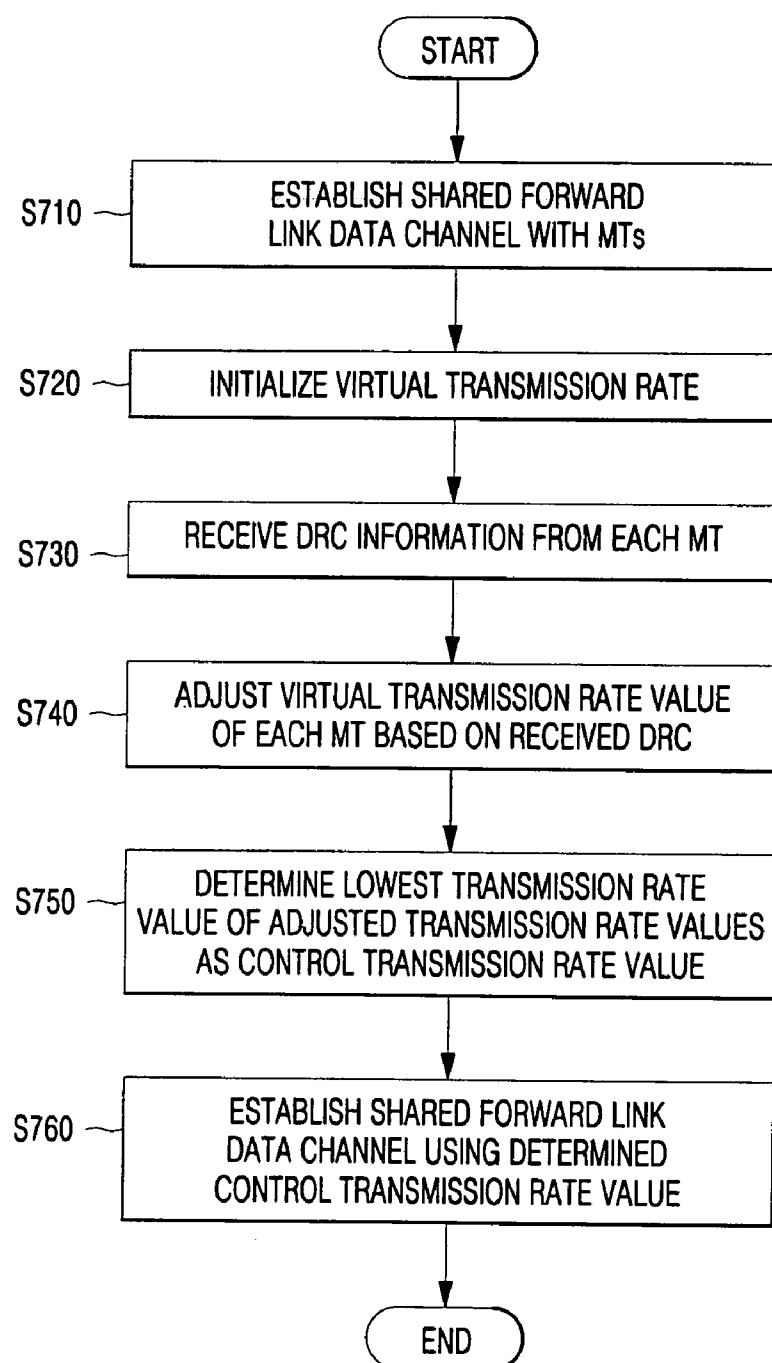 START
S710
ESTABLISH SHARED FORWARD
LINK DATA CHANNEL WITH MTs
S720
INITIALIZE VIRTUAL TRANSMISSION RATE
S730
RECEIVE DRC INFORMATION FROM EACH MT
S740
ADJUST VIRTUAL TRANSMISSION RATE VALUE
OF EACH MT BASED ON RECEIVED DRC
S750
DETERMINE LOWEST TRANSMISSION RATE
VALUE OF ADJUSTED TRANSMISSION RATE VALUES
AS CONTROL TRANSMISSION RATE VALUE
S760
ESTABLISH SHARED FORWARD LINK
DATA CHANNEL USING DETERMINED
CONTROL TRANSMISSION RATE VALUE
END